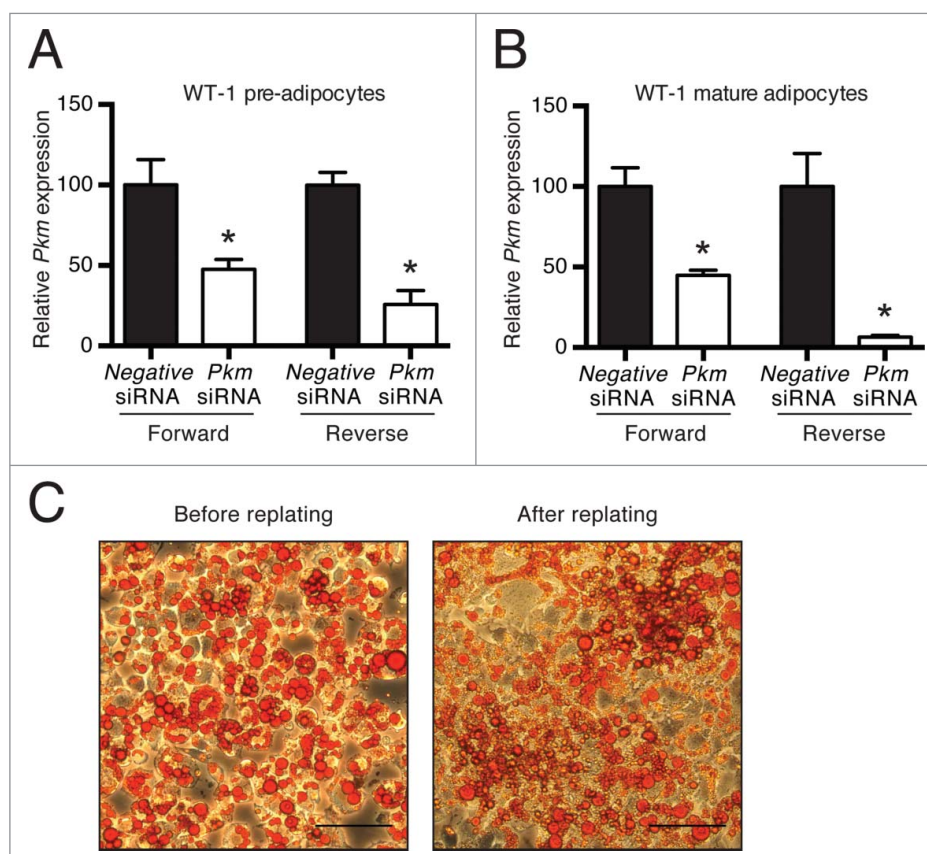 A
WT-1 pre-adipocytes
Relative Pkm expression
150
100
50
0
Negative siRNA
Pkm siRNA
Negative siRNA
Pkm siRNA
Forward
Reverse
B
WT-1 mature adipocytes
Relative Pkm expression
150
100
50
0
Negative siRNA
Pkm siRNA
Negative siRNA
Pkm siRNA
Forward
Reverse
C
Before replating
After replating